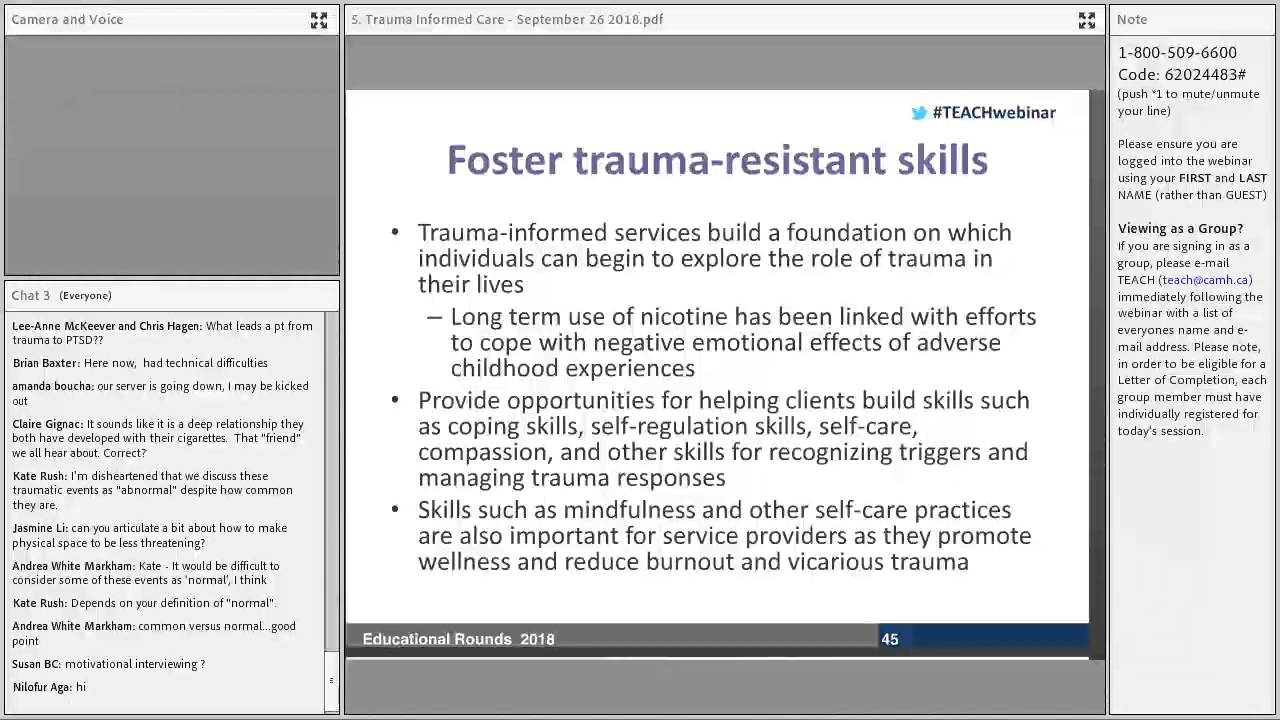 Camera and Voice
Chat 3 (Everyone)
Lee-Anne McKeever and Chris Hagen: What leads a pt from
trauma to PTSD??
Brian Baxter: Here now, had technical difficulties
amanda boucha: our server is going down, I may be kicked
out
Claire Gignac: It sounds like it is a deep relationship they
both have developed with their cigarettes. That "friend"
we all hear about. Correct?
Kate Rush: I'm disheartened that we discuss these
traumatic events as "abnormal" despite how common
they are.
Jasmine Li: can you articulate a bit about how to make
physical space to be less threatening?
Andrea White Markham: Kate - It would be difficult to
consider some of these events as 'normal', I think
Kate Rush: Depends on your definition of "normal".
Andrea White Markham: common versus normal...good
point
Susan BC: motivational interviewing ?
Nilofur Aga: hi
5. Trauma Informed Care - September 26 2018.pdf
#TEACHwebinar
Foster trauma-resistant skills
• Trauma-informed services build a foundation on which
individuals can begin to explore the role of trauma in
their lives
– Long term use of nicotine has been linked with efforts
to cope with negative emotional effects of adverse
childhood experiences
• Provide opportunities for helping clients build skills such
as coping skills, self-regulation skills, self-care,
compassion, and other skills for recognizing triggers and
managing trauma responses
• Skills such as mindfulness and other self-care practices
are also important for service providers as they promote
wellness and reduce burnout and vicarious trauma
Educational Rounds 2018
45
Note
1-800-509-6600
Code: 62024483#
(push *1 to mute/unmute
your line)
Please ensure you are
logged into the webinar
using your FIRST and LAST
NAME (rather than GUEST)
Viewing as a Group?
If you are signing in as a
group, please e-mail
TEACH (teach@camh.ca)
immediately following the
webinar with a list of
everyones name and e-
mail address. Please note,
in order to be eligible for a
Letter of Completion, each
group member must have
individually registered for
today's session.